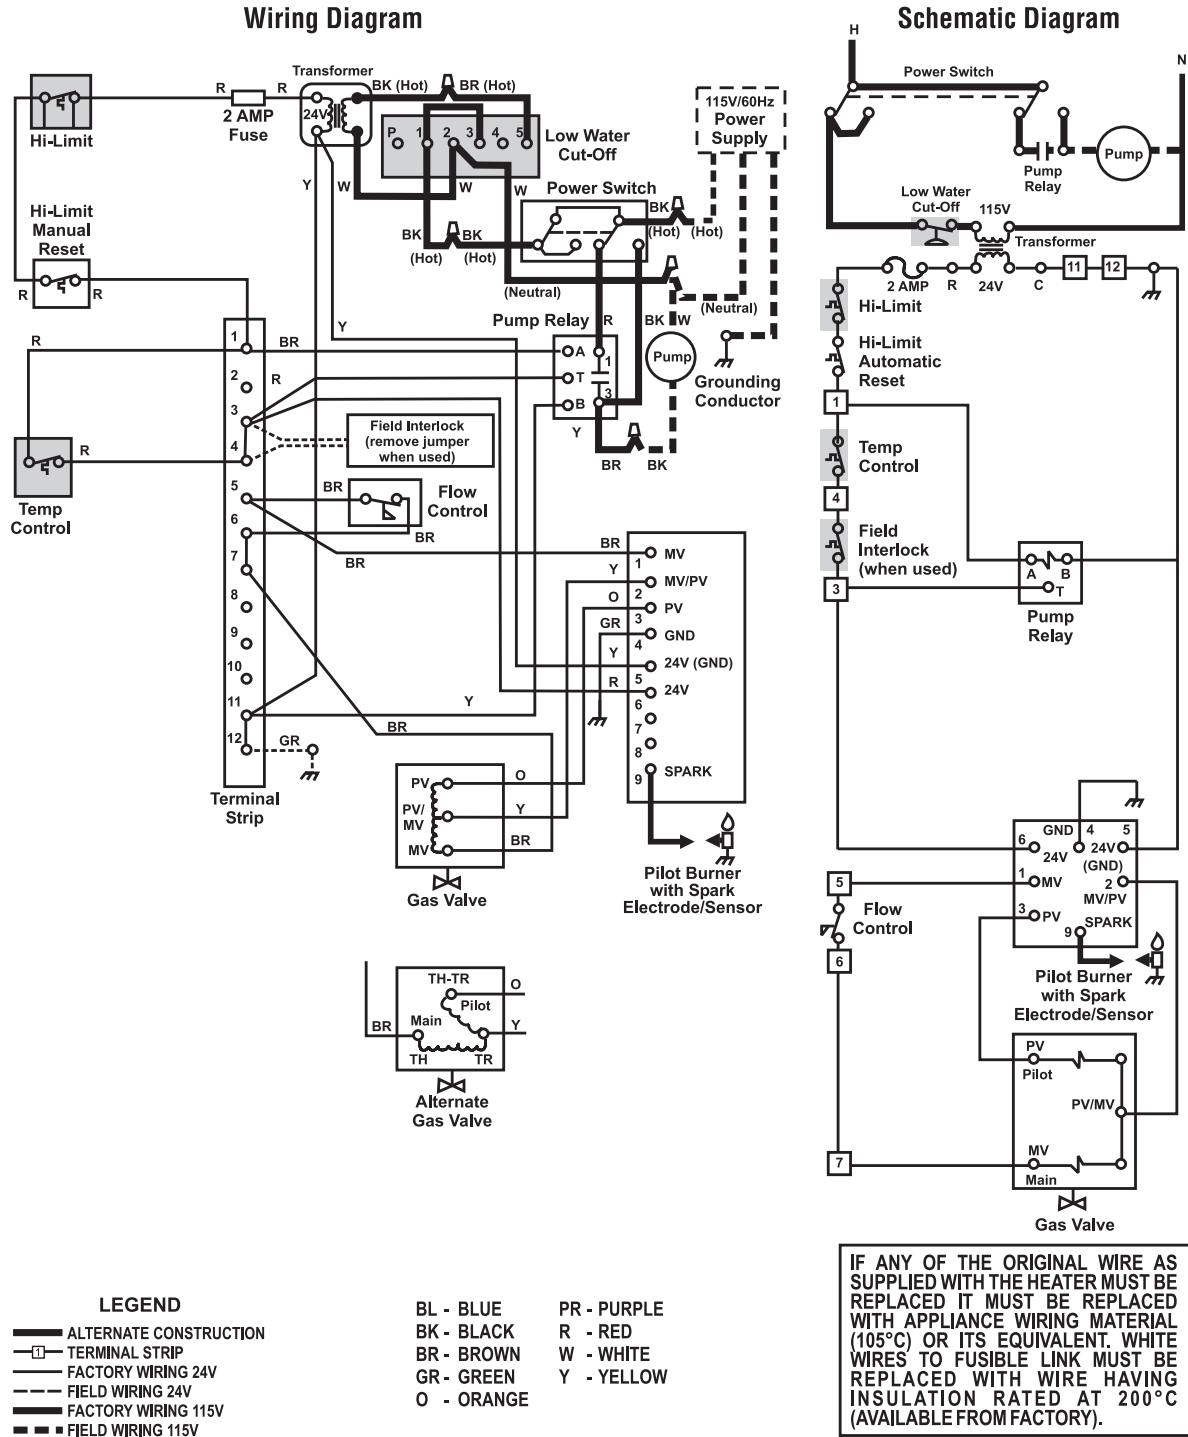 Wiring Diagram
Transformer
BK (Hot)
BR (Hot)
R
R
24V
2 AMP
Fuse
Hi-Limit
P
1
2
3
4
5
Low Water
Cut-Off
115V/60Hz
Power
Supply
Y
W
W
W
Power Switch
BK
(Hot)
(Hot)
BK
(Hot)
BK
(Hot)
(Neutral)
(Neutral)
Hi-Limit
Manual
Reset
R
R
Y
Pump Relay
R
BK
W
A
1
T
B
3
Y
Pump
Grounding
Conductor
BR
BK
R
1
BR
2
R
3
4
Field Interlock
(remove jumper
when used)
R
Temp
Control
5
BR
Flow
Control
6
BR
7
BR
8
9
10
11
Y
12
GR
BR
Terminal
Strip
BR
MV
1
Y
MV/PV
2
O
PV
3
GR
GND
4
Y
24V (GND)
5
R
24V
6
7
8
9
SPARK
PV
O
PV/
MV
Y
MV
BR
Gas Valve
Pilot Burner
with Spark
Electrode/Sensor
TH-TR
O
Pilot
Main
BR
Y
TH
TR
Alternate
Gas Valve
Schematic Diagram
H
N
Power Switch
Pump
Pump
Relay
Low Water
Cut-Off
115V
Transformer
2 AMP
R
24V
C
11
12
Hi-Limit
Hi-Limit
Automatic
Reset
1
Temp
Control
4
Field
Interlock
(when used)
3
A
B
T
Pump
Relay
GND
4
5
6
24V
24V
(GND)
1
MV
2
MV/PV
3
PV
SPARK
9
5
Flow
Control
6
Pilot Burner
with Spark
Electrode/Sensor
PV
Pilot
PV/MV
MV
7
Main
Gas Valve
LEGEND
ALTERNATE CONSTRUCTION
1 TERMINAL STRIP
FACTORY WIRING 24V
FIELD WIRING 24V
FACTORY WIRING 115V
FIELD WIRING 115V
BL - BLUE
BK - BLACK
BR - BROWN
GR - GREEN
O - ORANGE
PR - PURPLE
R - RED
W - WHITE
Y - YELLOW
IF ANY OF THE ORIGINAL WIRE AS
SUPPLIED WITH THE HEATER MUST BE
REPLACED IT MUST BE REPLACED
WITH APPLIANCE WIRING MATERIAL
(105°C) OR ITS EQUIVALENT. WHITE
WIRES TO FUSIBLE LINK MUST BE
REPLACED WITH WIRE HAVING
INSULATION RATED AT 200°C
(AVAILABLE FROM FACTORY).